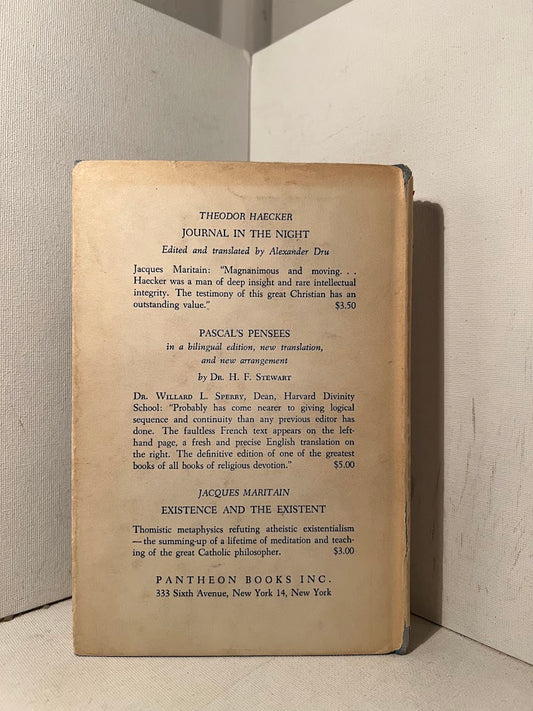 THEODOR HAECKER
JOURNAL IN THE NIGHT
Edited and translated by Alexander Dru
Jacques Maritain: "Magnanimous and moving. . .
Haecker was a man of deep insight and rare intellectual
integrity. The testimony of this great Christian has an
outstanding value." $3.50
PASCAL'S PENSEES
in a bilingual edition, new translation,
and new arrangement
by DR. H. F. STEWART
DR. WILLARD L. SPERRY, Dean, Harvard Divinity
School: "Probably has come nearer to giving logical
sequence and continuity than any previous editor has
done. The faultless French text appears on the left-
hand page, a fresh and precise English translation on
the right. The definitive edition of one of the greatest
books of all books of religious devotion." $5.00
JACQUES MARITAIN
EXISTENCE AND THE EXISTENT
Thomistic metaphysics refuting atheistic existentialism
—the summing-up of a lifetime of meditation and teach-
ing of the great Catholic philosopher. $3.00
PANTHEON BOOKS INC.
333 Sixth Avenue, New York 14, New York